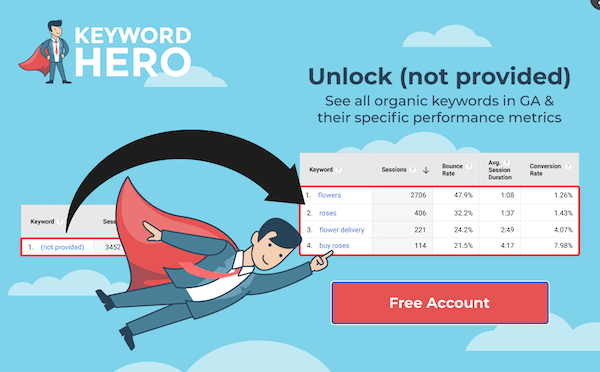 KEYWORD
HERO
Unlock (not provided)
See all organic keywords in GA &
their specific performance metrics
Keyword ? Sessions ? ↓ Bounce Rate ? Avg. Session Duration ? Conversion Rate ?
1. flowers 2706 47.9% 1:08 1.26%
2. roses 406 32.2% 1:37 1.43%
3. flower delivery 221 24.2% 2:49 4.07%
4. buy roses 114 21.5% 4:17 7.98%
Keyword ?
1. (not provided) 3452
Free Account